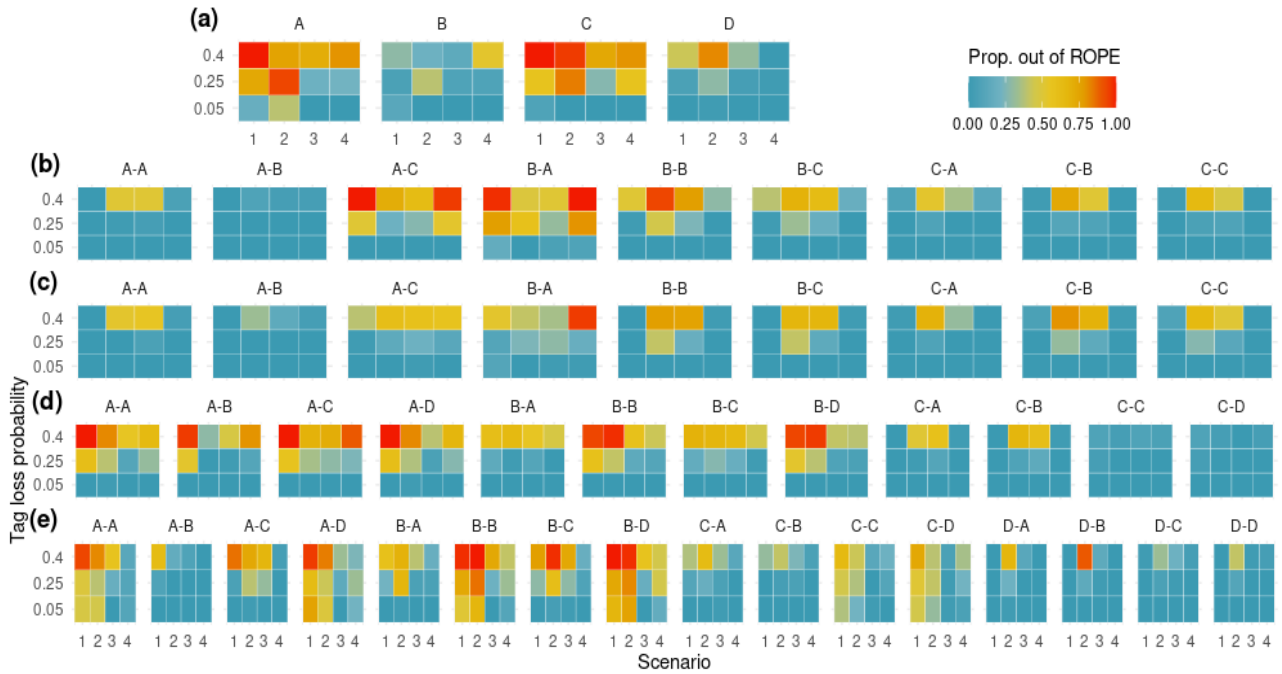 (a)
A B C D
0.4
0.25
0.05
1 2 3 4 1 2 3 4 1 2 3 4 1 2 3 4
Prop. out of ROPE
0.00 0.25 0.50 0.75 1.00
(b)
A-A A-B A-C B-A B-B B-C C-A C-B C-C
0.4
0.25
0.05
(c)
A-A A-B A-C B-A B-B B-C C-A C-B C-C
0.4
0.25
0.05
Tag loss probability
(d)
A-A A-B A-C A-D B-A B-B B-C B-D C-A C-B C-C C-D
0.4
0.25
0.05
(e)
A-A A-B A-C A-D B-A B-B B-C B-D C-A C-B C-C C-D D-A D-B D-C D-D
0.4
0.25
0.05
1 2 3 4 1 2 3 4 1 2 3 4 1 2 3 4 1 2 3 4 1 2 3 4 1 2 3 4 1 2 3 4 1 2 3 4 1 2 3 4 1 2 3 4 1 2 3 4 1 2 3 4 1 2 3 4 1 2 3 4 1 2 3 4
Scenario